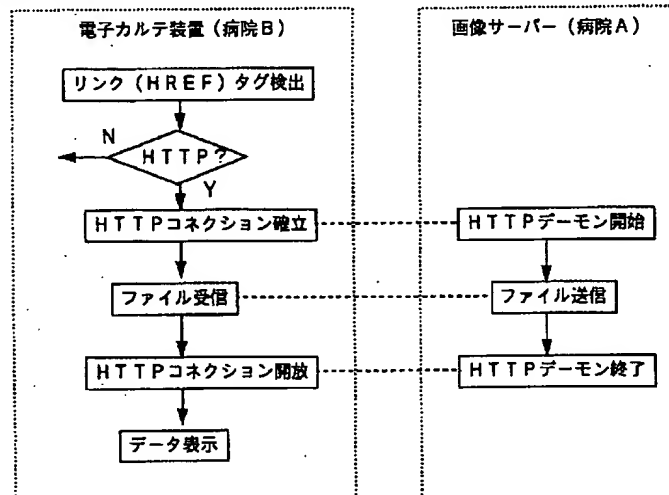 電子カルテ装置（病院Ｂ）
リンク（ＨＲＥＦ）タグ検出
Ｎ
ＨＴＴＰ？
Ｙ
ＨＴＴＰコネクション確立
ファイル受信
ＨＴＴＰコネクション開放
データ表示
画像サーバー（病院Ａ）
ＨＴＴＰデーモン開始
ファイル送信
ＨＴＴＰデーモン終了